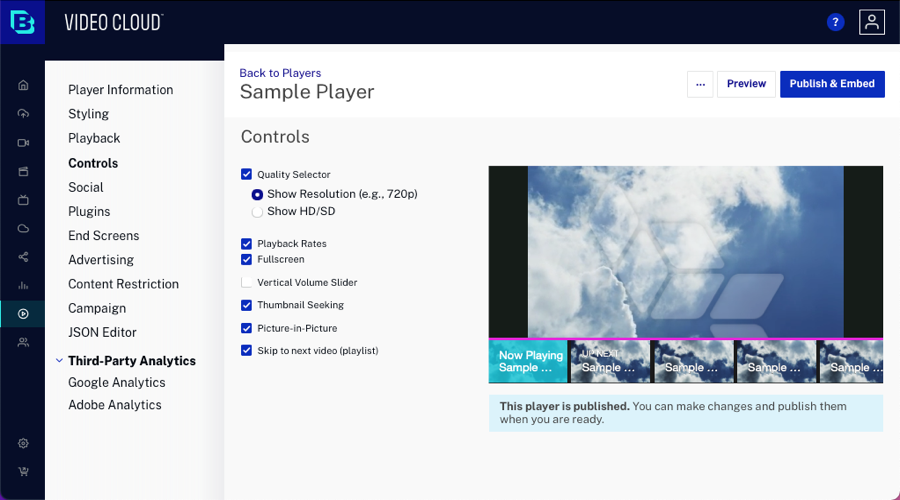 VIDEO CLOUD™
?
Back to Players
Sample Player
...
Preview
Publish & Embed
Player Information
Styling
Playback
Controls
Social
Plugins
End Screens
Advertising
Content Restriction
Campaign
JSON Editor
Third-Party Analytics
Google Analytics
Adobe Analytics
Controls
Quality Selector
Show Resolution (e.g., 720p)
Show HD/SD
Playback Rates
Fullscreen
Vertical Volume Slider
Thumbnail Seeking
Picture-in-Picture
Skip to next video (playlist)
Now Playing
Sample ...
UP NEXT
Sample ...
Sample ...
Sample ...
Sample ...
This player is published. You can make changes and publish them
when you are ready.